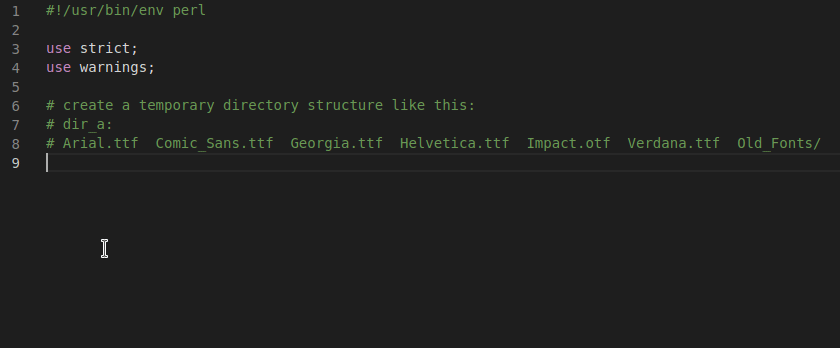 1 #!/usr/bin/env perl
2
3 use strict;
4 use warnings;
5
6 # create a temporary directory structure like this:
7 # dir_a:
8 # Arial.ttf  Comic_Sans.ttf  Georgia.ttf  Helvetica.ttf  Impact.otf  Verdana.ttf  Old_Fonts/
9